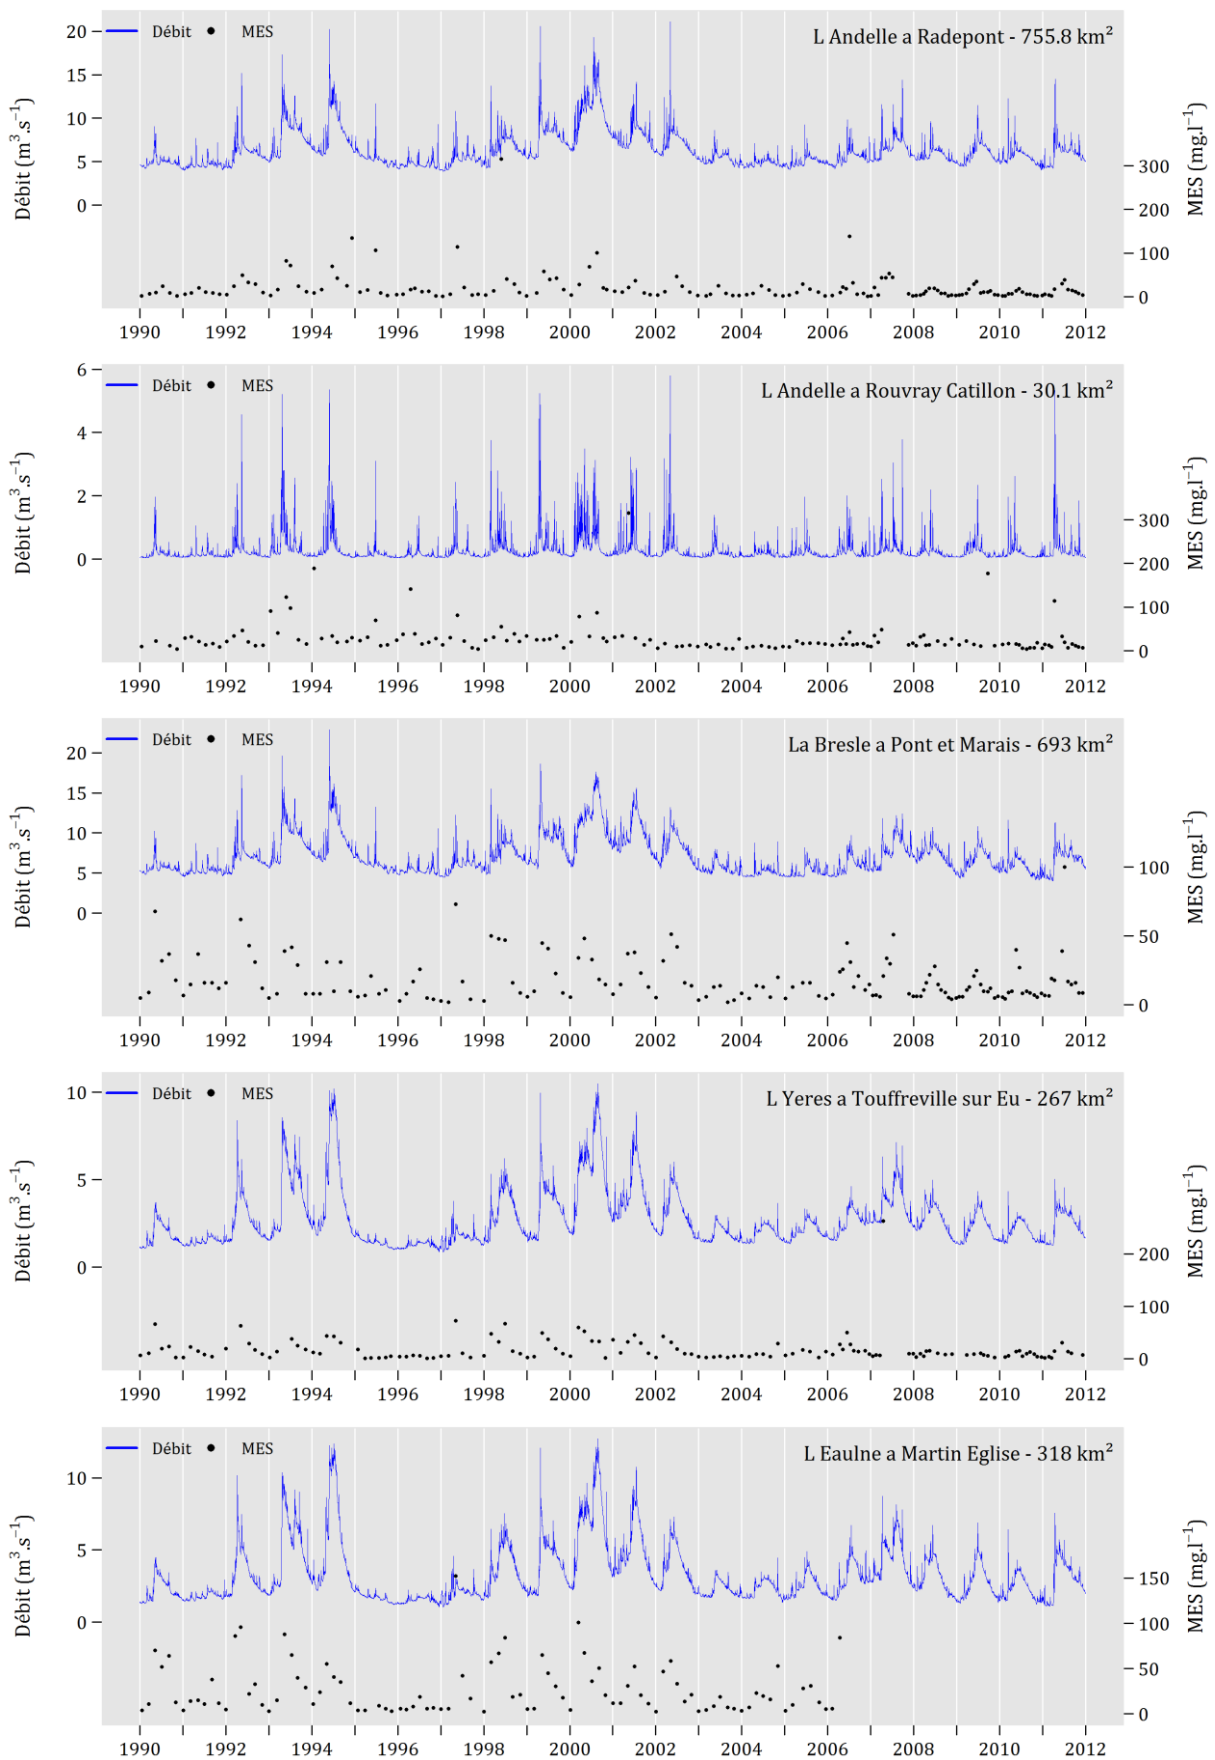 Débit MES
L Andelle a Radepont - 755.8 km²
Débit (m³.s⁻¹)
20
15
10
5
0
MES (mg.l⁻¹)
300
200
100
0
1990 1992 1994 1996 1998 2000 2002 2004 2006 2008 2010 2012
Débit MES
L Andelle a Rouvray Catillon - 30.1 km²
Débit (m³.s⁻¹)
6
4
2
0
MES (mg.l⁻¹)
300
200
100
0
1990 1992 1994 1996 1998 2000 2002 2004 2006 2008 2010 2012
Débit MES
La Bresle a Pont et Marais - 693 km²
Débit (m³.s⁻¹)
20
15
10
5
0
MES (mg.l⁻¹)
100
50
0
1990 1992 1994 1996 1998 2000 2002 2004 2006 2008 2010 2012
Débit MES
L Yeres a Touffreville sur Eu - 267 km²
Débit (m³.s⁻¹)
10
5
0
MES (mg.l⁻¹)
200
100
0
1990 1992 1994 1996 1998 2000 2002 2004 2006 2008 2010 2012
Débit MES
L Eaulne a Martin Eglise - 318 km²
Débit (m³.s⁻¹)
10
5
0
MES (mg.l⁻¹)
150
100
50
0
1990 1992 1994 1996 1998 2000 2002 2004 2006 2008 2010 2012